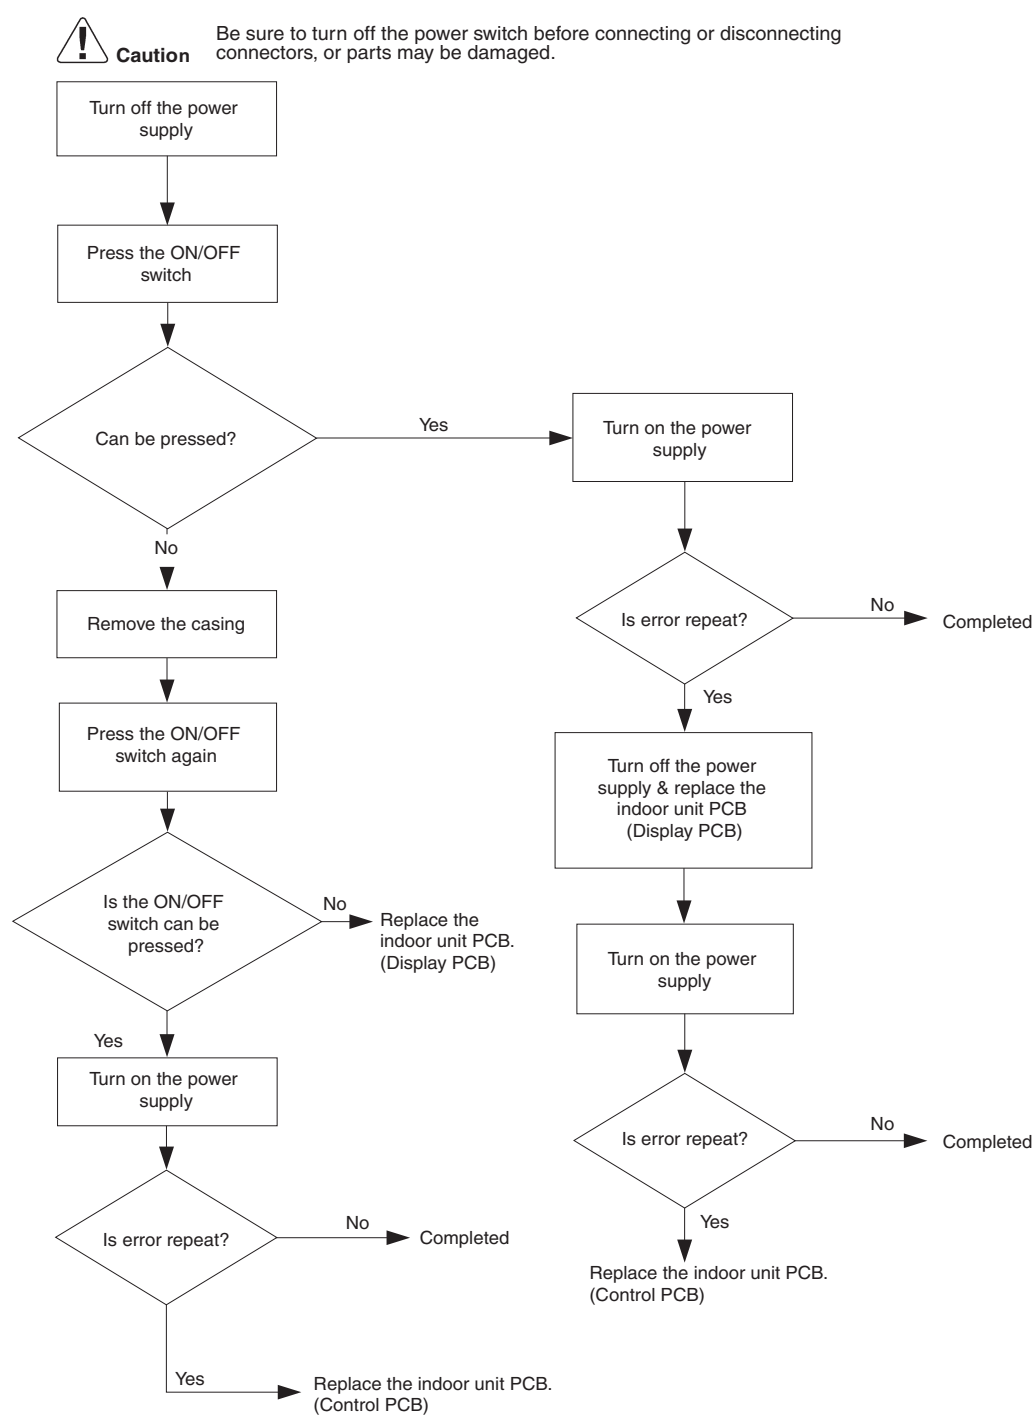 Caution
Be sure to turn off the power switch before connecting or disconnecting
connectors, or parts may be damaged.
Turn off the power
supply
Press the ON/OFF
switch
Can be pressed?
Yes
Turn on the power
supply
No
Remove the casing
Is error repeat?
No
Completed
Yes
Press the ON/OFF
switch again
Turn off the power
supply & replace the
indoor unit PCB
(Display PCB)
Is the ON/OFF
switch can be
pressed?
No
Replace the
indoor unit PCB.
(Display PCB)
Turn on the power
supply
Yes
Turn on the power
supply
Is error repeat?
No
Completed
Yes
Replace the indoor unit PCB.
(Control PCB)
Is error repeat?
No
Completed
Yes
Replace the indoor unit PCB.
(Control PCB)